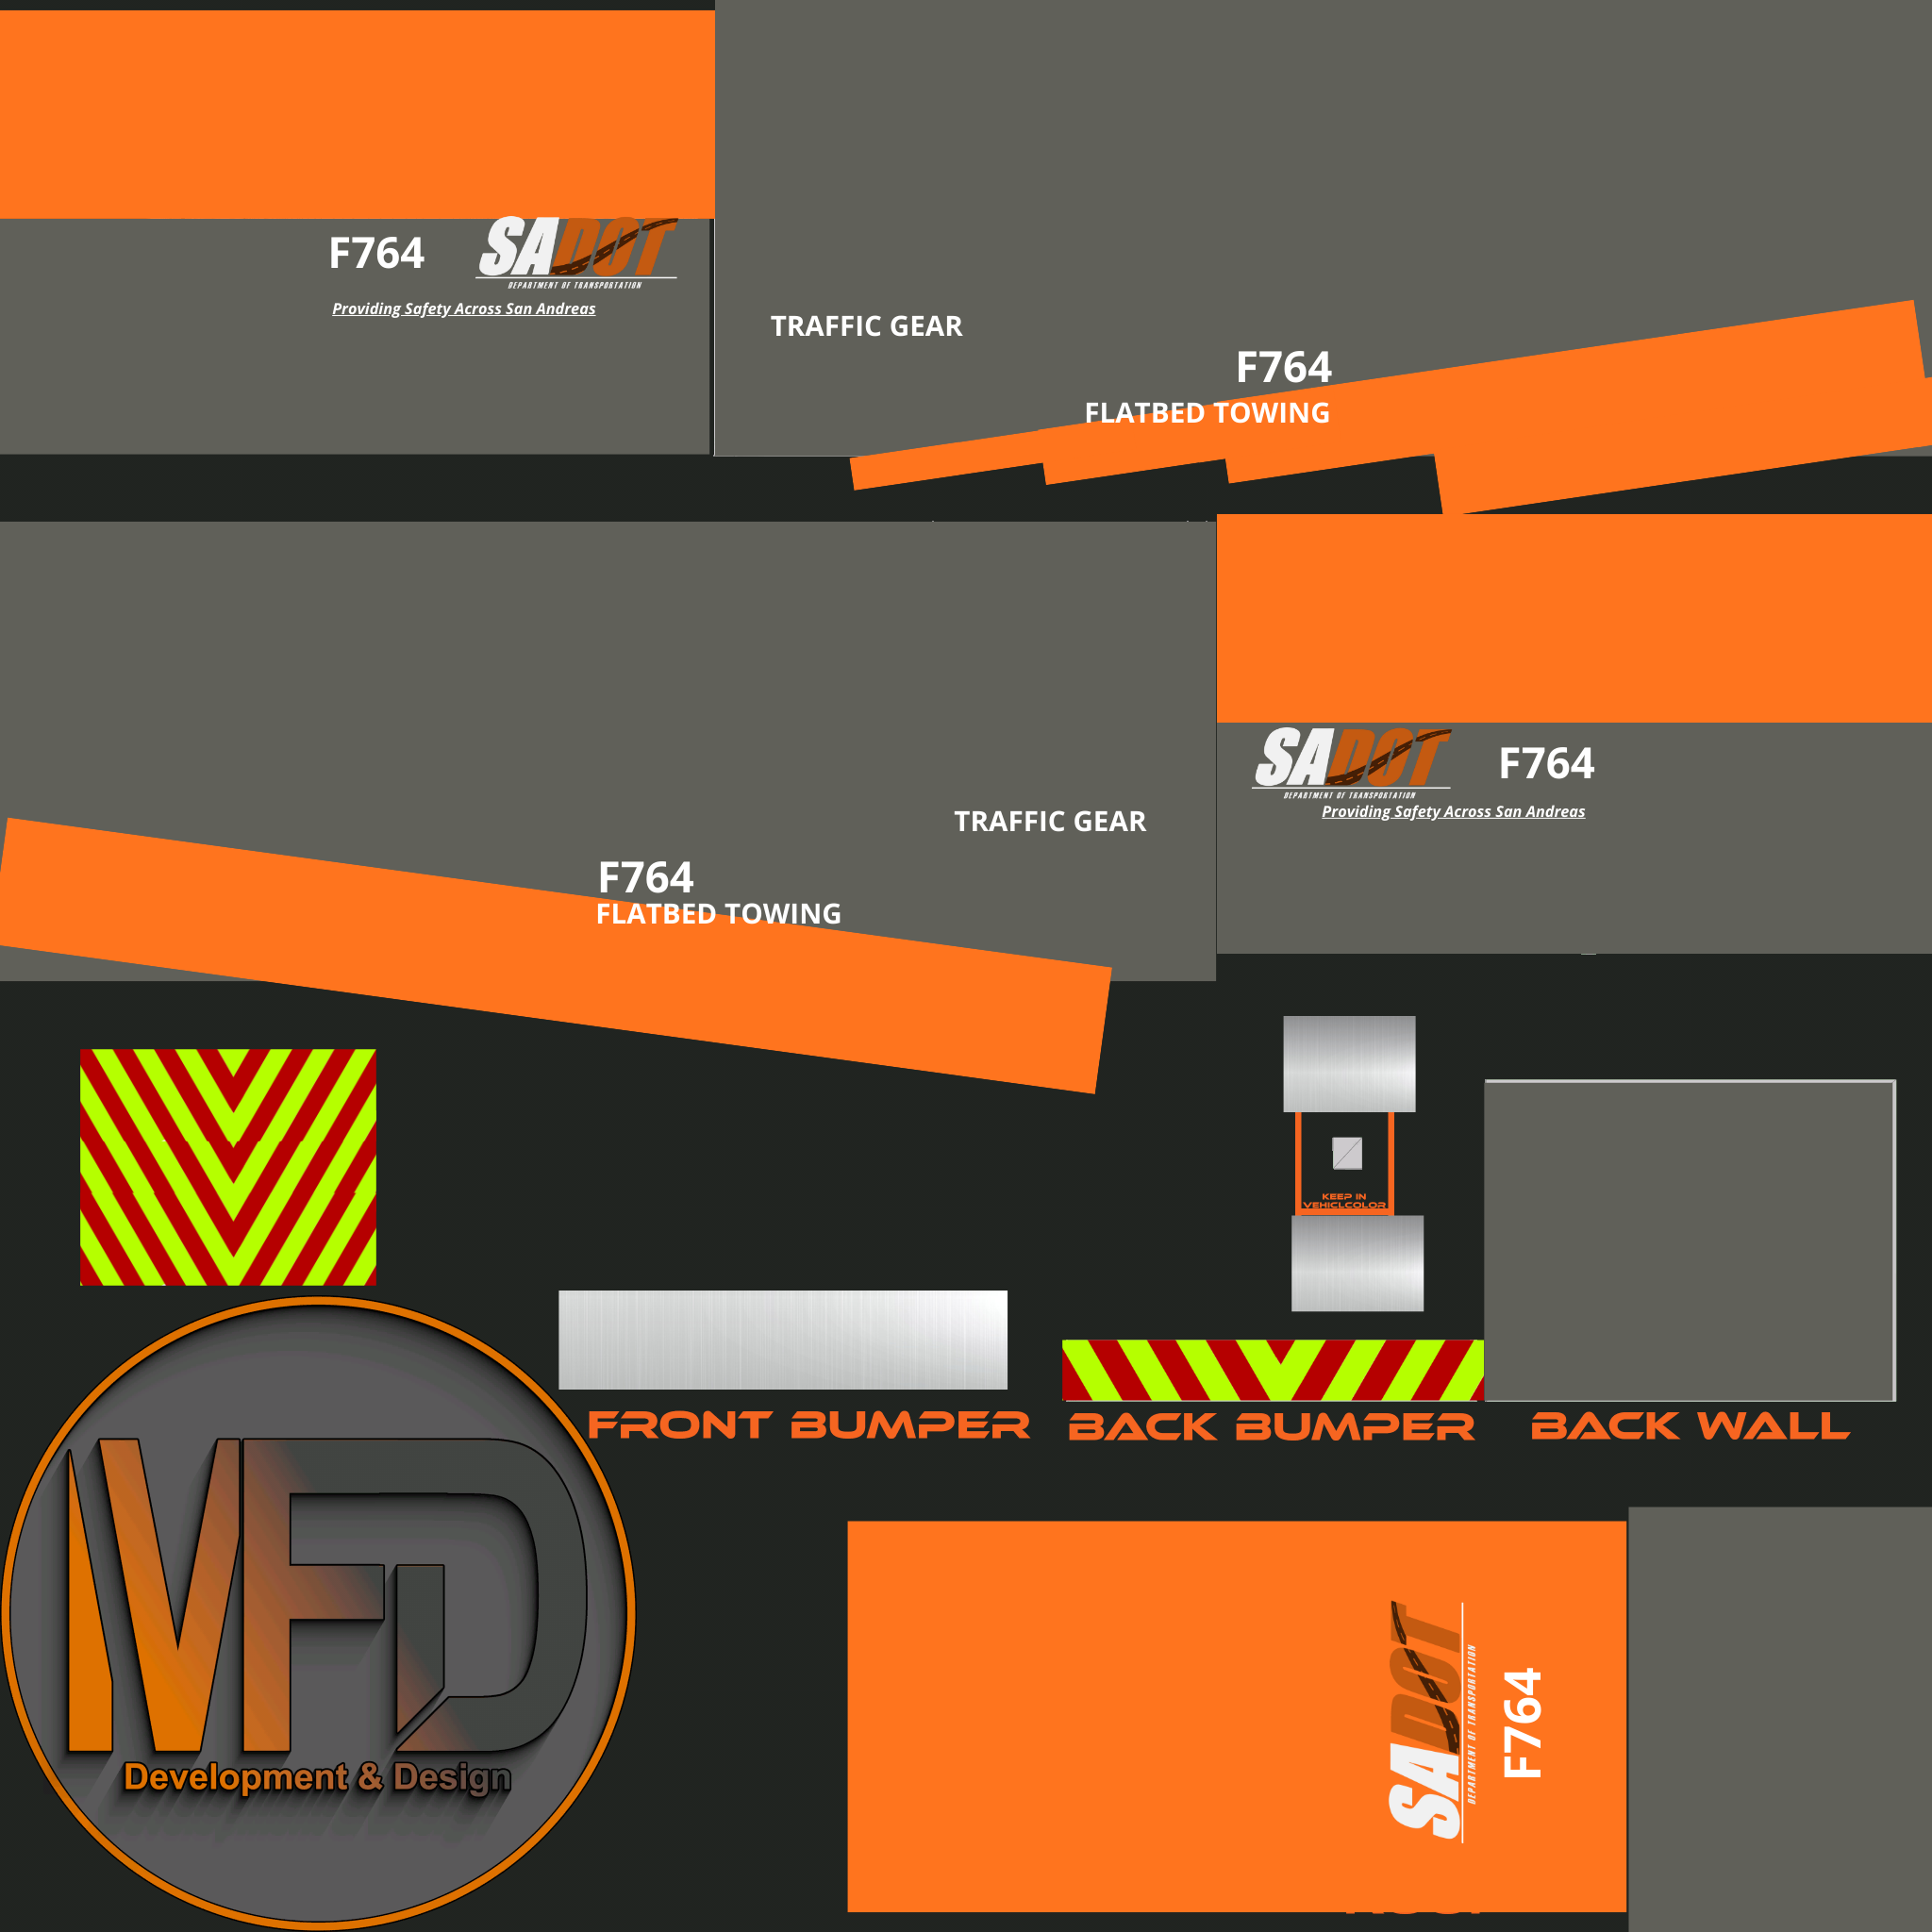 F764
SADOT
DEPARTMENT OF TRANSPORTATION
Providing Safety Across San Andreas
TRAFFIC GEAR
F764
FLATBED TOWING
SADOT
DEPARTMENT OF TRANSPORTATION
F764
Providing Safety Across San Andreas
TRAFFIC GEAR
F764
FLATBED TOWING
KEEP IN
VEHICLCOLOR
FRONT BUMPER
BACK BUMPER
BACK WALL
MFD
Development & Design
SADOT
DEPARTMENT OF TRANSPORTATION
F764